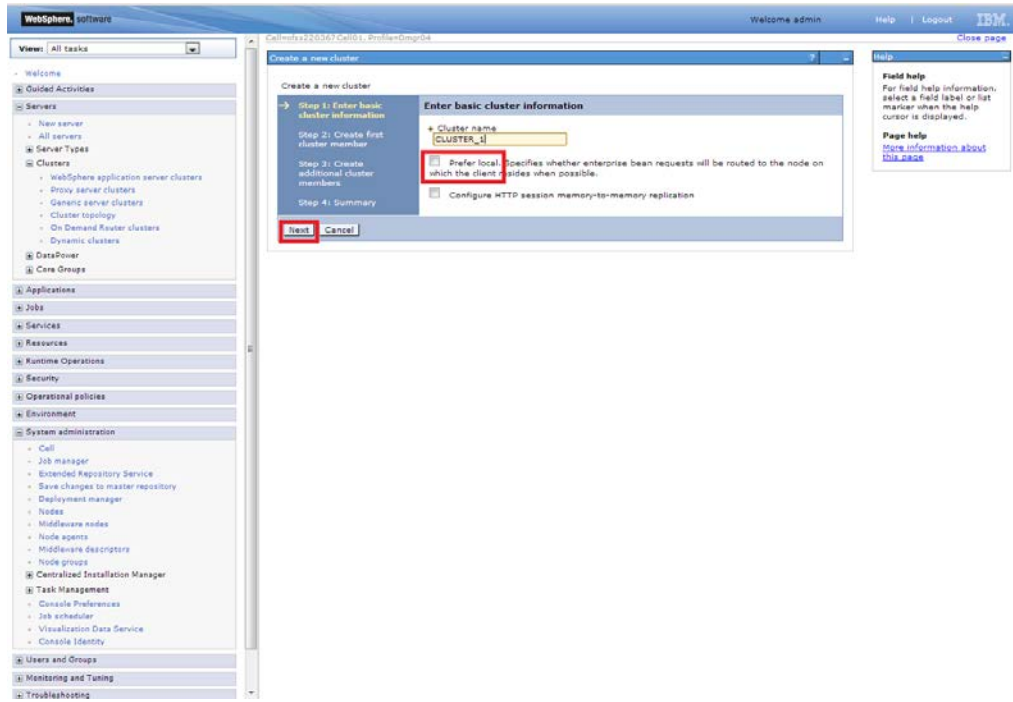 WebSphere. software
Welcome admin
Help | Logout
IBM.
View: All tasks
Welcome
Guided Activities
Servers
New server
All servers
Server Types
Clusters
WebSphere application server clusters
Proxy server clusters
Generic server clusters
Cluster topology
On Demand Router clusters
Dynamic clusters
DataPower
Core Groups
Applications
Jobs
Services
Resources
Runtime Operations
Security
Operational policies
Environment
System administration
Cell
Job manager
Extended Repository Service
Save changes to master repository
Deployment manager
Nodes
Middleware nodes
Node agents
Middleware descriptors
Node groups
Centralized Installation Manager
Task Management
Console Preferences
Job scheduler
Visualization Data Service
Console Identity
Users and Groups
Monitoring and Tuning
Troubleshooting
Close page
Create a new cluster
? –
Create a new cluster
Step 1: Enter basic
cluster information
Step 2: Create first
cluster member
Step 3: Create
additional cluster
members
Step 4: Summary
Enter basic cluster information
Cluster name
CLUSTER_1
Prefer local. Specifies whether enterprise bean requests will be routed to the node on
which the client resides when possible.
Configure HTTP session memory-to-memory replication
Next Cancel
Help
Field help
For field help information,
select a field label or list
marker when the help
cursor is displayed.
Page help
More information about
this page